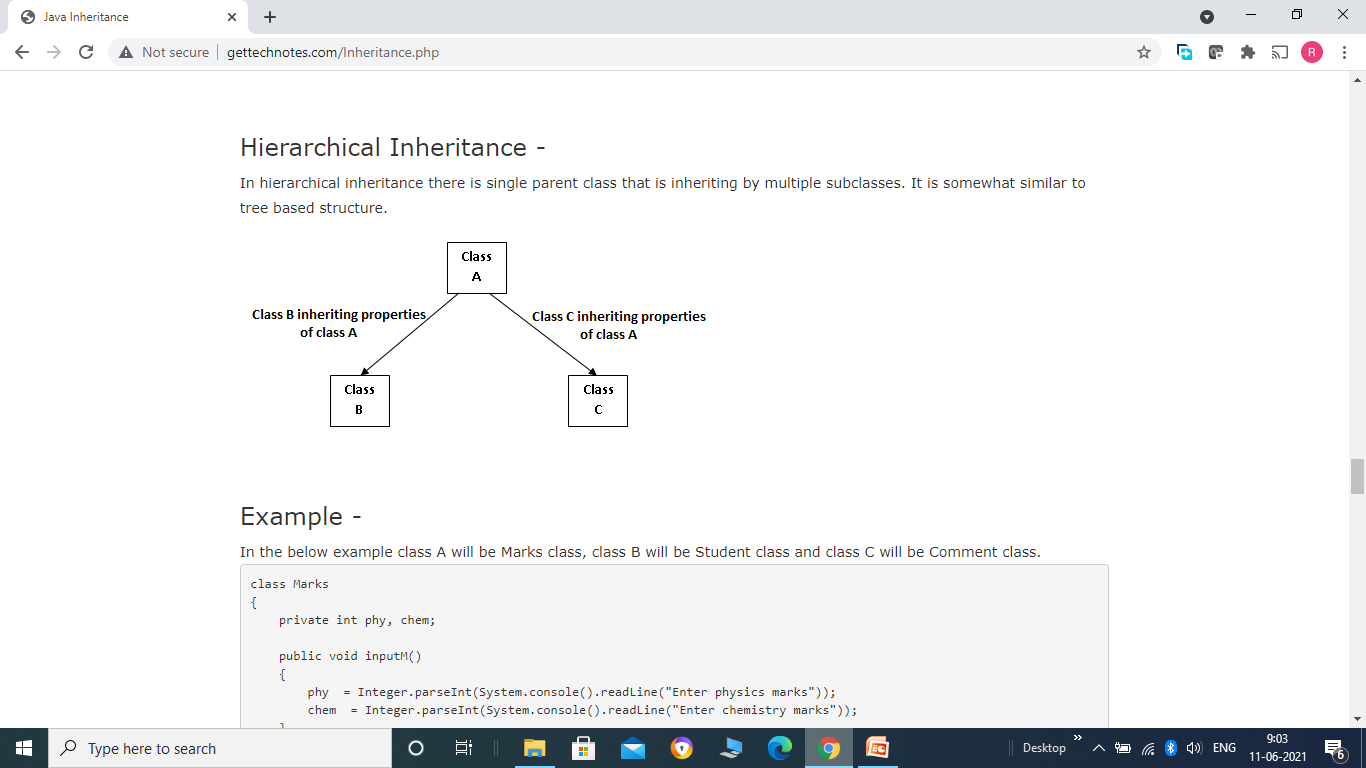 Java Inheritance
Not secure
gettechnotes.com/Inheritance.php
R
Hierarchical Inheritance -
In hierarchical inheritance there is single parent class that is inheriting by multiple subclasses. It is somewhat similar to
tree based structure.
Class
A
Class B inheriting properties
of class A
Class C inheriting properties
of class A
Class
B
Class
C
Example -
In the below example class A will be Marks class, class B will be Student class and class C will be Comment class.
class Marks
{
private int phy, chem;
public void inputM()
{
phy = Integer.parseInt(System.console().readLine("Enter physics marks"));
chem = Integer.parseInt(System.console().readLine("Enter chemistry marks"));
}
Type here to search
Desktop
ENG
9:03
11-06-2021
6